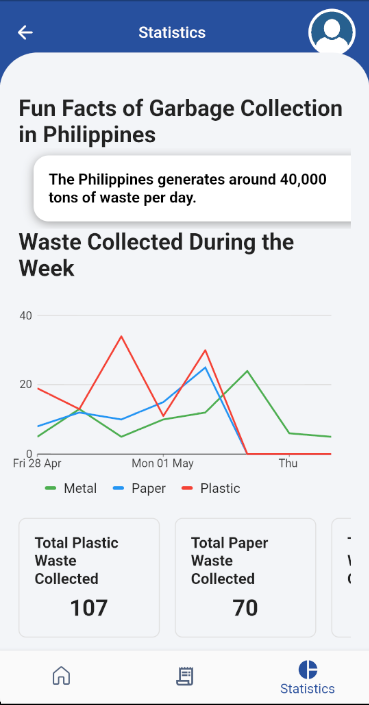 Statistics
Fun Facts of Garbage Collection
in Philippines
The Philippines generates around 40,000
tons of waste per day.
Waste Collected During the
Week
40
20
0
Fri 28 Apr
Mon 01 May
Thu
Metal
Paper
Plastic
Total Plastic
Waste
Collected
107
Total Paper
Waste
Collected
70
Statistics